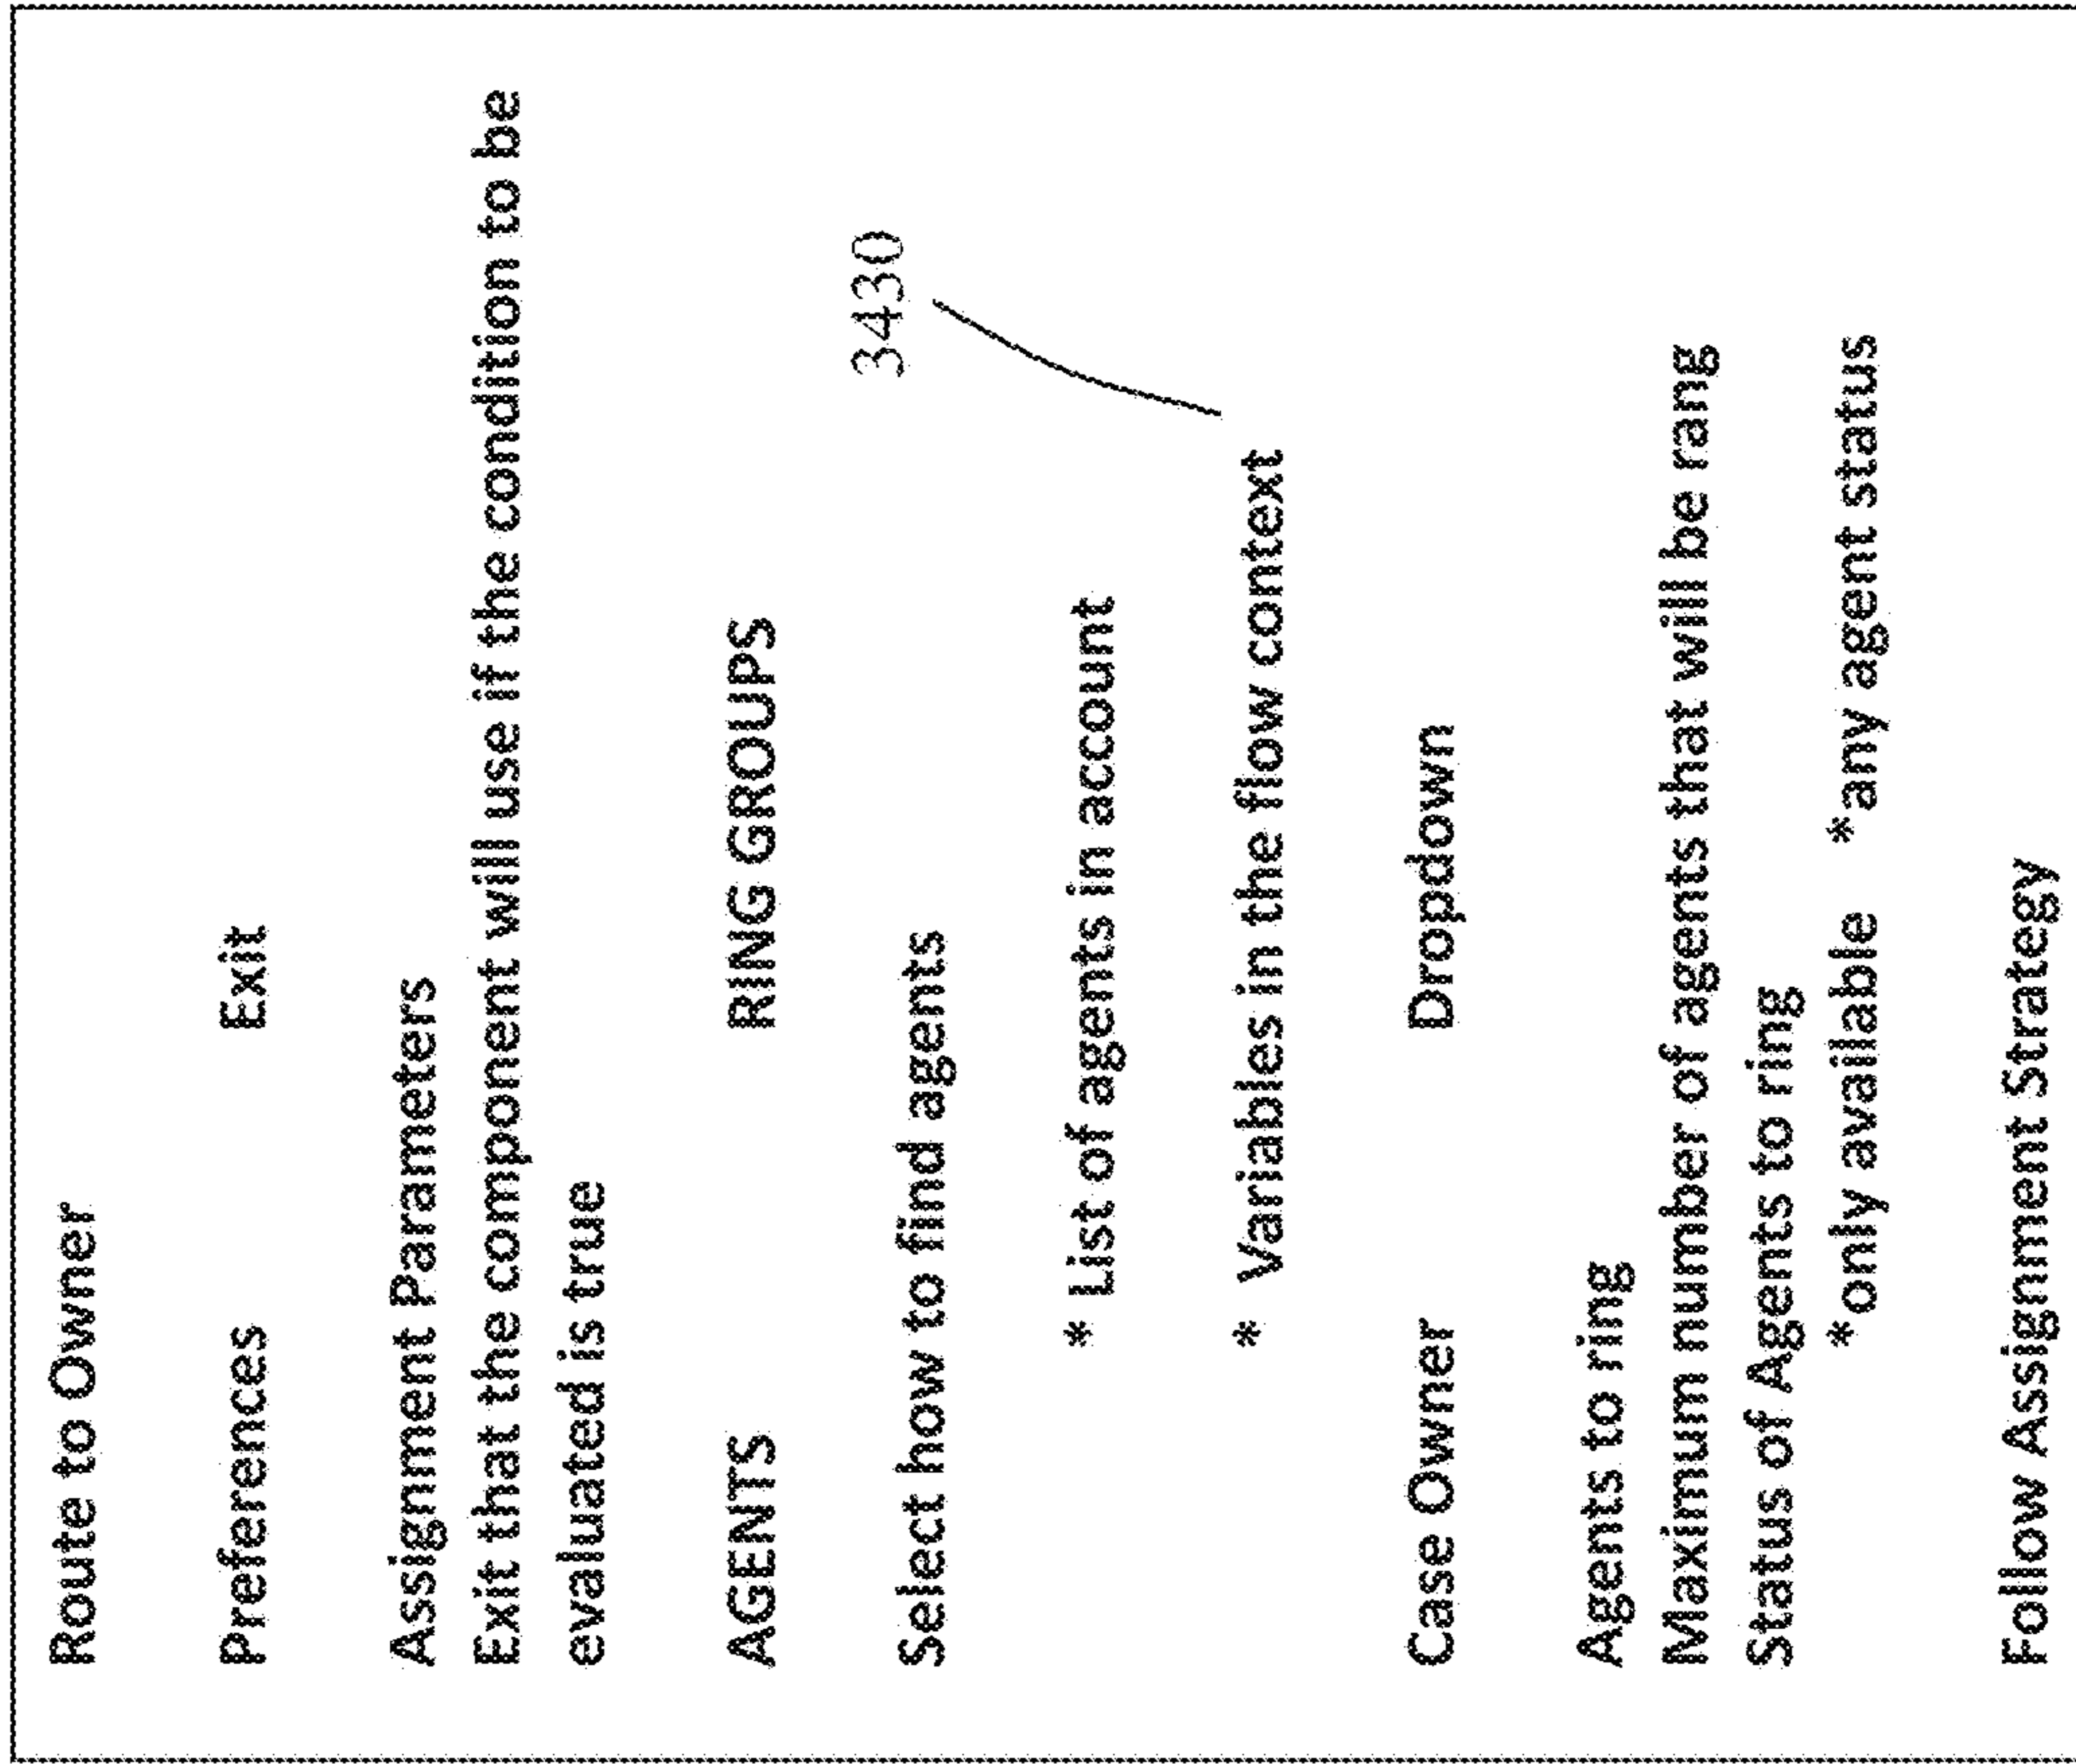 Route to Owner
Preferences Exit
Assignment Parameters
Exit that the component will use if the condition to be
evaluated is true
AGENTS RING GROUPS
3430
Select how to find agents
* List of agents in account
* Variables in the flow context
Case Owner Dropdown
Agents to ring
Maximum number of agents that will be rang
Status of Agents to ring
*only available *any agent status
Follow Assignment Strategy